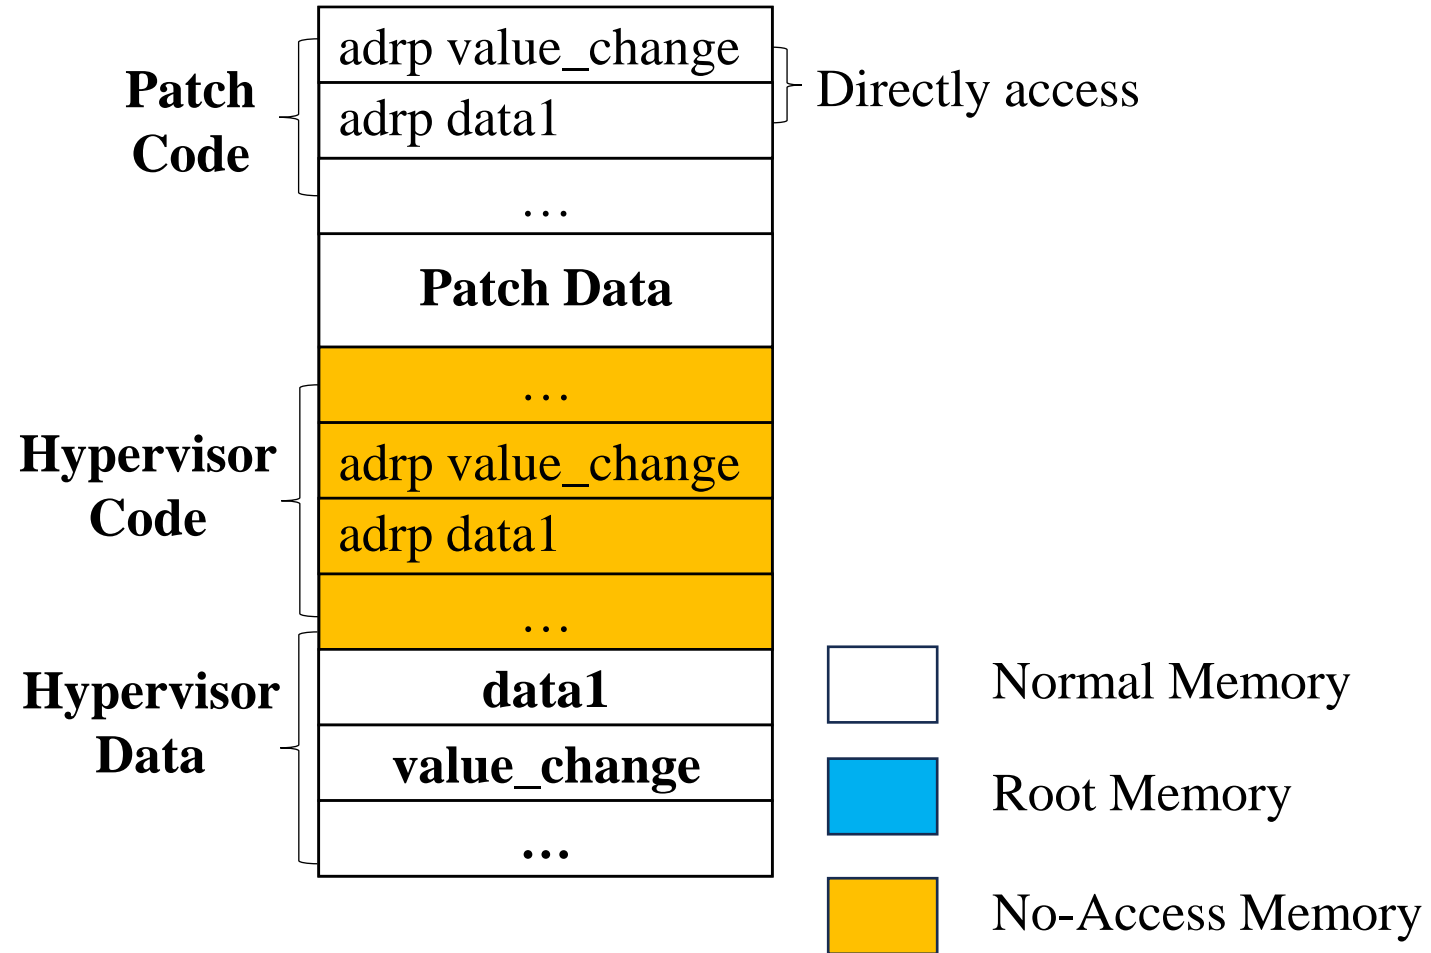 Patch
Code
adrp value_change
adrp data1
…
Directly access
Patch Data
Hypervisor
Code
…
adrp value_change
adrp data1
…
Hypervisor
Data
data1
value_change
…
Normal Memory
Root Memory
No-Access Memory